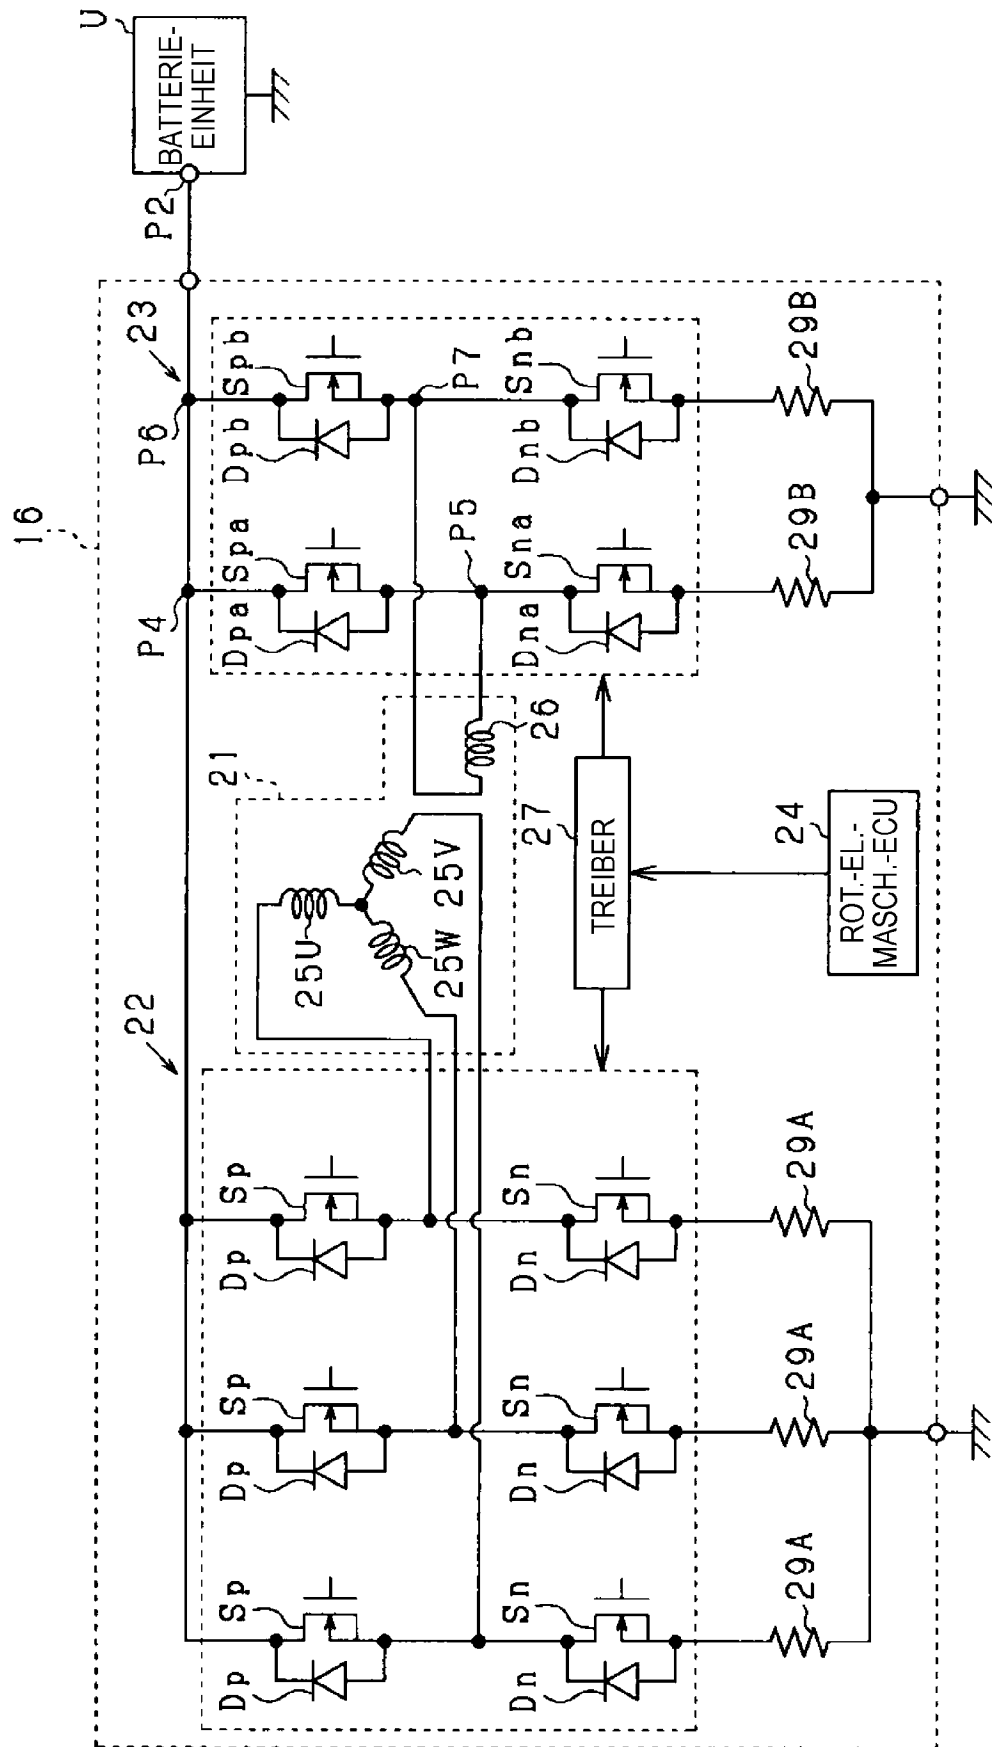 16
22
21
23
U
BATTERIE-
EINHEIT
P2
P4
P6
Sp
Dp
Sp
Dp
Sp
Dp
Spa
Dpa
Spb
Dpb
25U
25V
25W
26
P5
P7
Sn
Dn
Sn
Dn
Sn
Dn
Sna
Dna
Snb
Dnb
27
TREIBER
24
ROT.-EL.-
MASCH.-ECU
29A
29A
29A
29B
29B